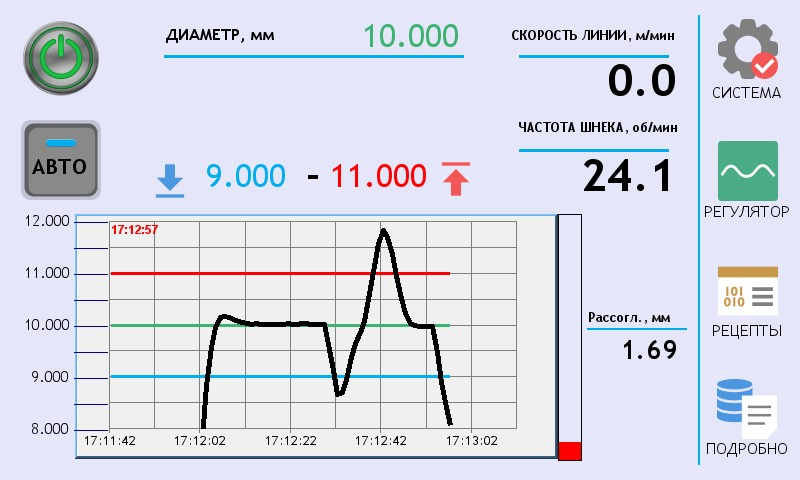 ДИАМЕТР, мм 10.000
СКОРОСТЬ ЛИНИИ, м/мин
0.0
СИСТЕМА
ЧАСТОТА ШНЕКА, об/мин
24.1
АВТО
9.000 - 11.000
РЕГУЛЯТОР
12.000
17:12:57
11.000
10.000
9.000
8.000
17:11:42 17:12:02 17:12:22 17:12:42 17:13:02
Рассогл., мм
1.69
101
010
РЕЦЕПТЫ
ПОДРОБНО